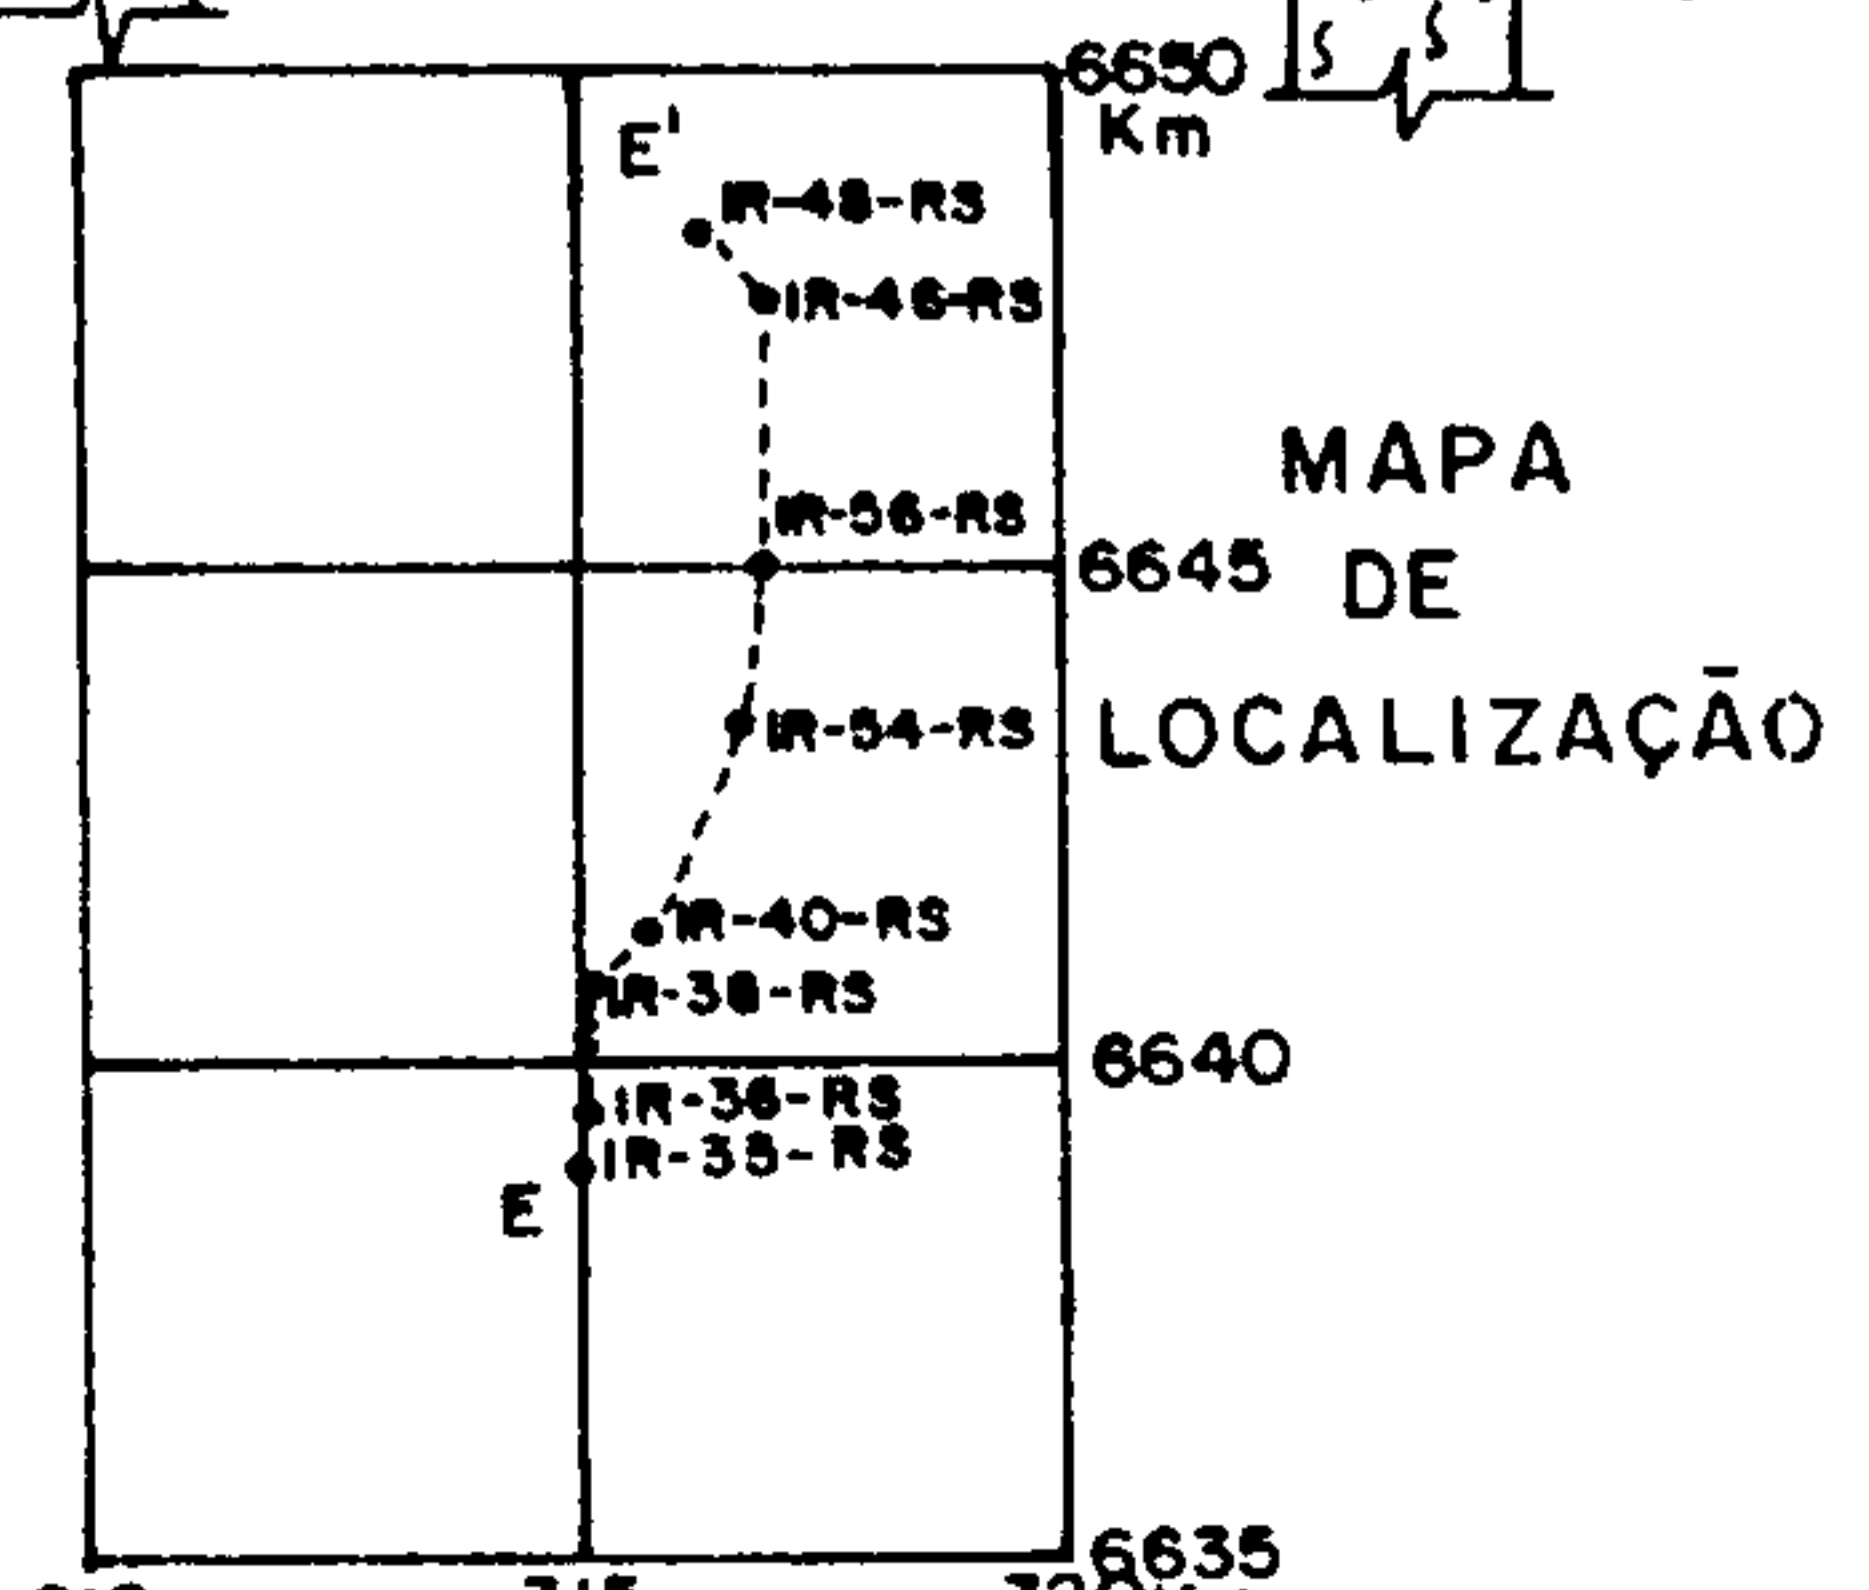 6650
Km
E'
IR-48-RS
IR-46-RS
IR-56-RS
6645
IR-54-RS
MAPA
DE
LOCALIZAÇÃO
IR-40-RS
IR-38-RS
6640
IR-36-RS
IR-35-RS
E
6635
715